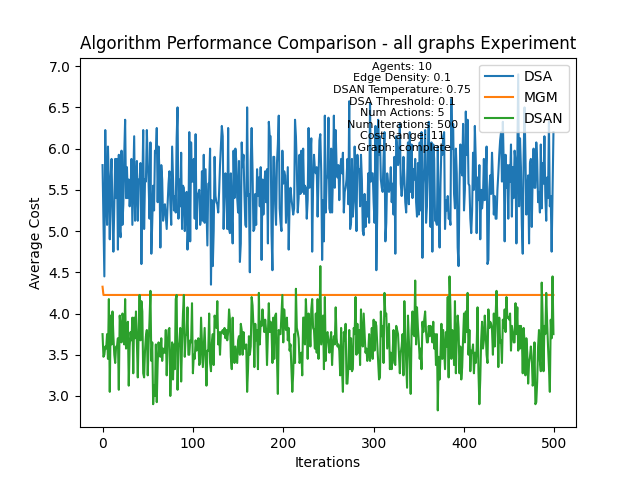 Algorithm Performance Comparison - all graphs Experiment
Agents: 10
Edge Density: 0.1
DSAN Temperature: 0.75
DSA Threshold: 0.1
Num Actions: 5
Num Iterations: 500
Cost Range 11
Graph: complete
DSA
MGM
DSAN
Average Cost
7.0
6.5
6.0
5.5
5.0
4.5
4.0
3.5
3.0
0
100
200
300
400
500
Iterations